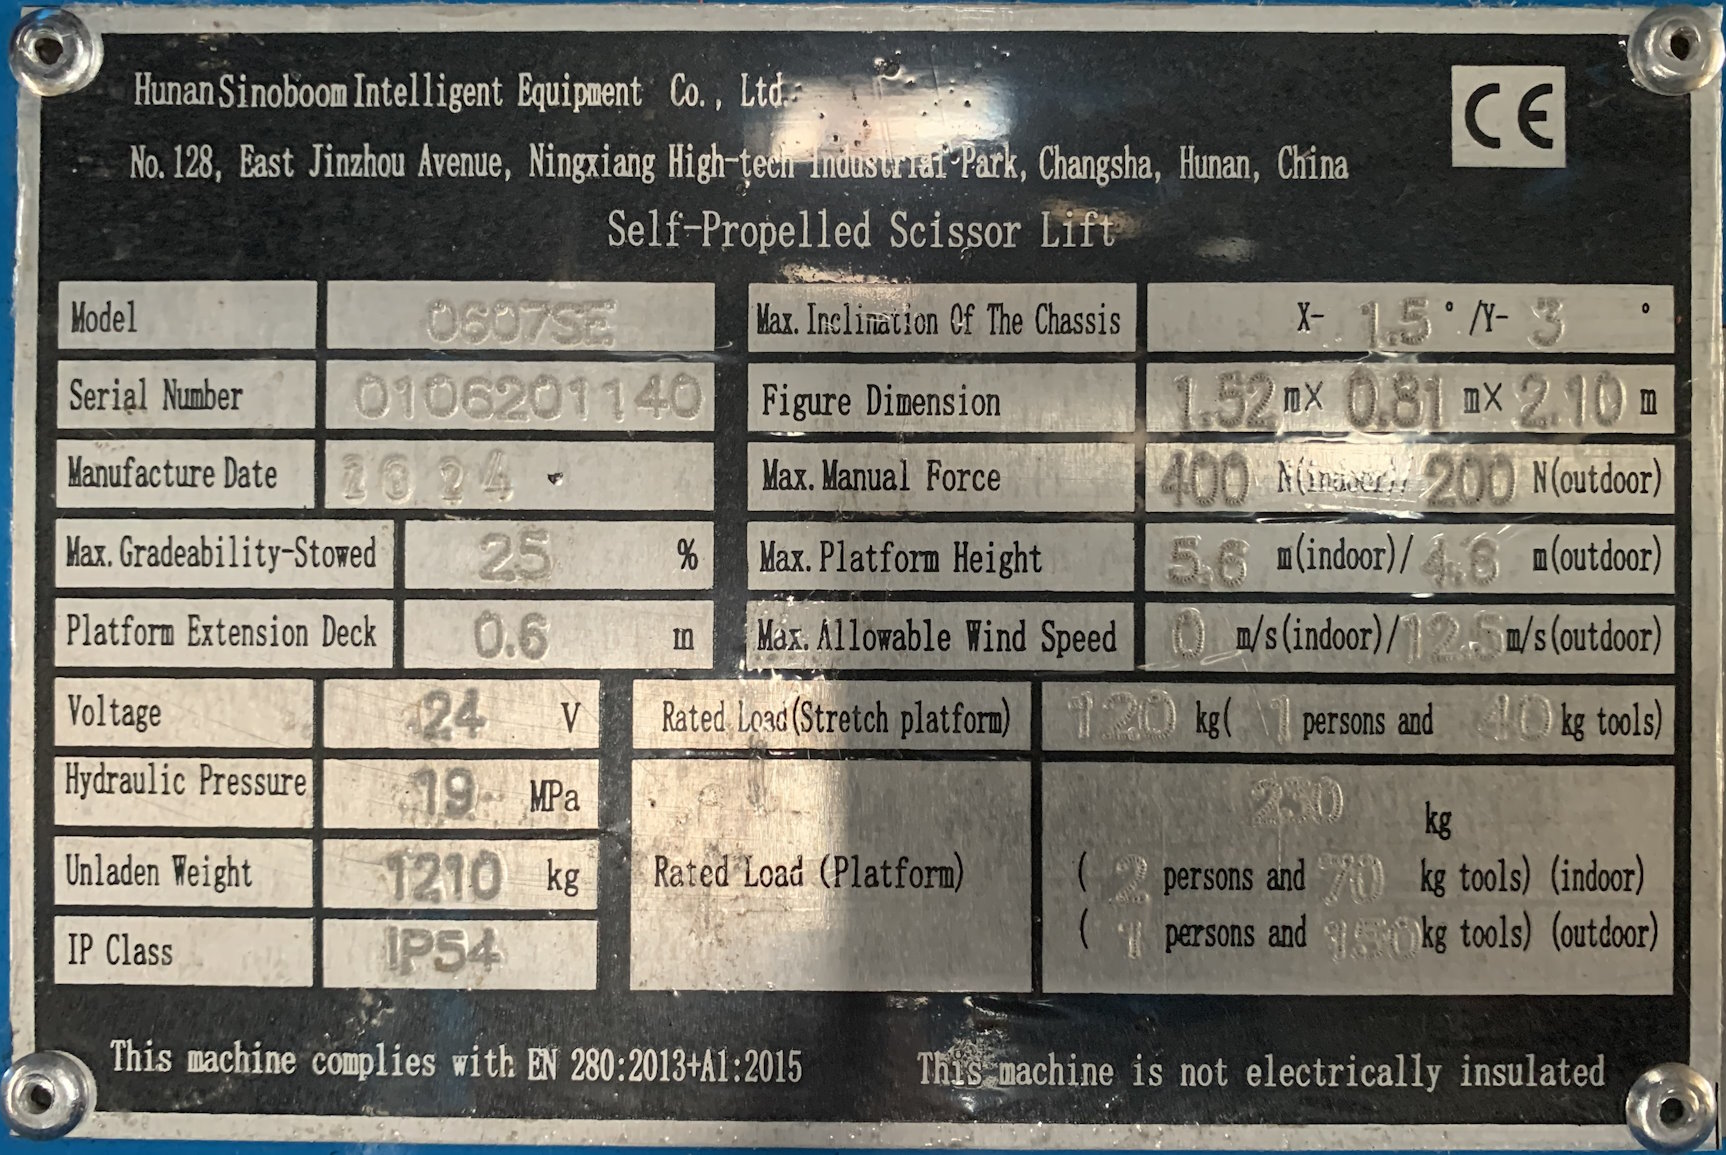 Hunan Sinoboom Intelligent Equipment Co., Ltd.
CE
No. 128, East Jinzhou Avenue, Ningxiang High-tech Industrial Park, Changsha, Hunan, China
Self-Propelled Scissor Lift
Model 0607SE
Serial Number 0106201140
Manufacture Date
Max. Gradeability-Stowed 25 %
Platform Extension Deck 0.6 m
Max. Inclination Of The Chassis X- 1.5 ° /Y- 3 °
Figure Dimension 1.52 m× 0.81 m× 2.10 m
Max. Manual Force 400 N(indoor)/ 200 N(outdoor)
Max. Platform Height 5.6 m(indoor)/ m(outdoor)
Max. Allowable Wind Speed 0 m/s(indoor)/ 12.5 m/s(outdoor)
Voltage 24 V
Hydraulic Pressure 19 MPa
Unladen Weight 1210 kg
IP Class IP54
Rated Load(Stretch platform) 120 kg( 1 persons and 40 kg tools)
Rated Load (Platform) 230 kg
( 2 persons and 70 kg tools) (indoor)
( 1 persons and 150 kg tools) (outdoor)
This machine complies with EN 280:2013+A1:2015
This machine is not electrically insulated